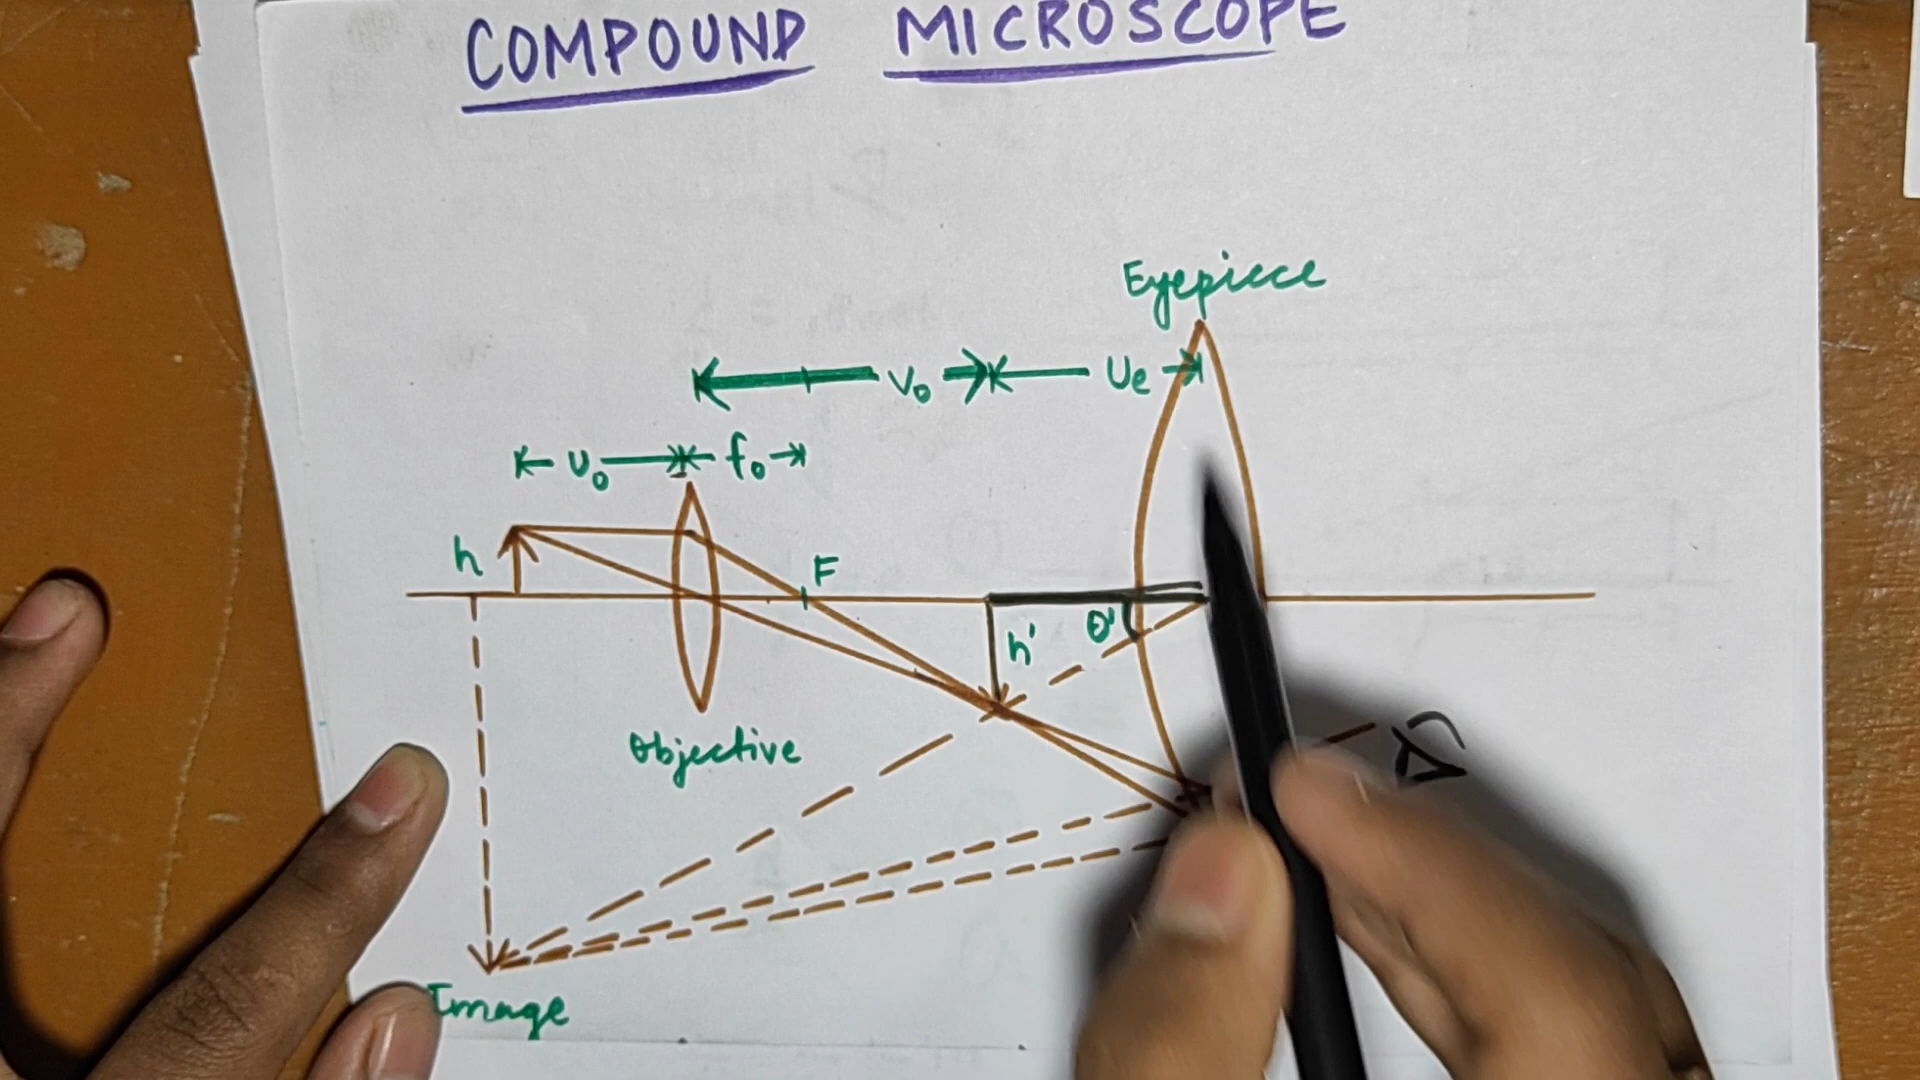 COMPOUND MICROSCOPE
Eyepiece
v₀ Ue
u₀ f₀
h
F
h'
θ'
Objective
Image